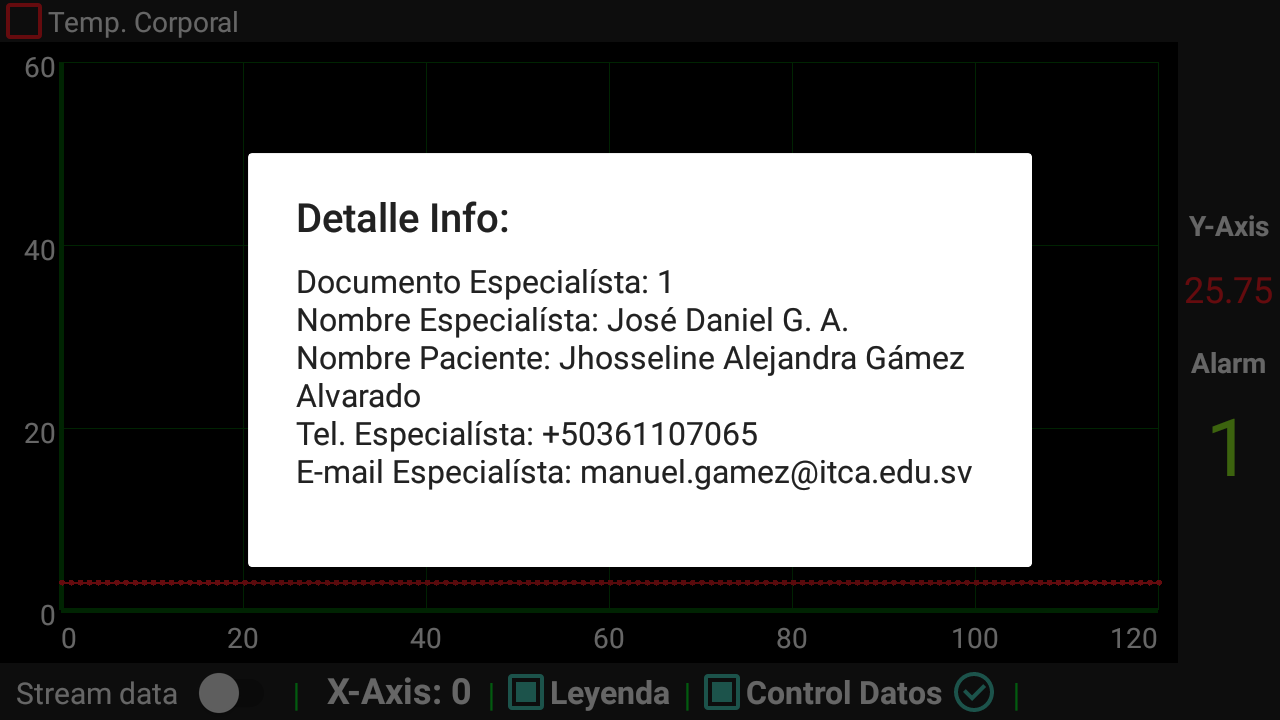 Temp. Corporal
60
40
20
0
0 20 40 60 80 100 120
Detalle Info:
Documento Especialísta: 1
Nombre Especialísta: José Daniel G. A.
Nombre Paciente: Jhosseline Alejandra Gámez
Alvarado
Tel. Especialísta: +50361107065
E-mail Especialísta: manuel.gamez@itca.edu.sv
Y-Axis
25.75
Alarm
1
Stream data | X-Axis: 0 | Leyenda | Control Datos |